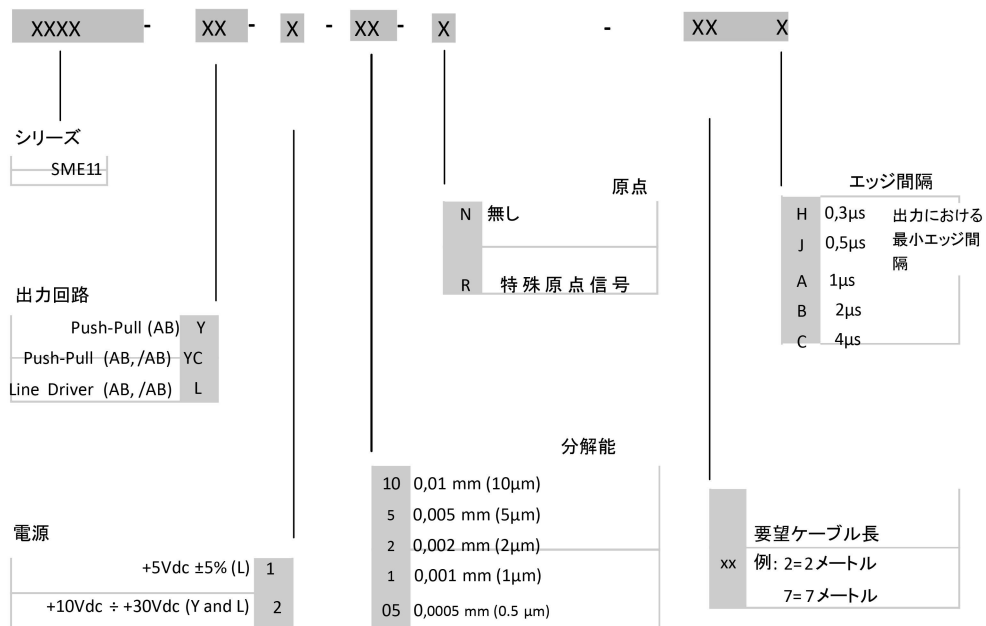 XXXX - XX - X - XX - X - XX X
シリーズ
SME11
出力回路
Push-Pull (AB) Y
Push-Pull (AB, /AB) YC
Line Driver (AB, /AB) L
電源
+5Vdc ±5% (L) 1
+10Vdc ÷ +30Vdc (Y and L) 2
分解能
10 0,01 mm (10µm)
5 0,005 mm (5µm)
2 0,002 mm (2µm)
1 0,001 mm (1µm)
05 0,0005 mm (0.5 µm)
原点
N 無し
R 特殊原点信号
要望ケーブル長
xx 例: 2=2メートル
7=7メートル
エッジ間隔
H 0,3µs
J 0,5µs
A 1µs
B 2µs
C 4µs
出力における
最小エッジ間
隔